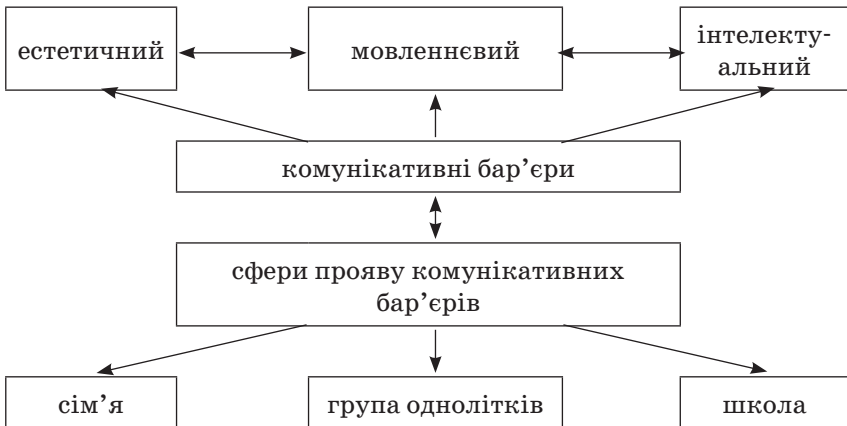 естетичний
мовленнєвий
інтелекту-
альний
комунікативні бар’єри
сфери прояву комунікативних
бар’єрів
сім’я
група однолітків
школа